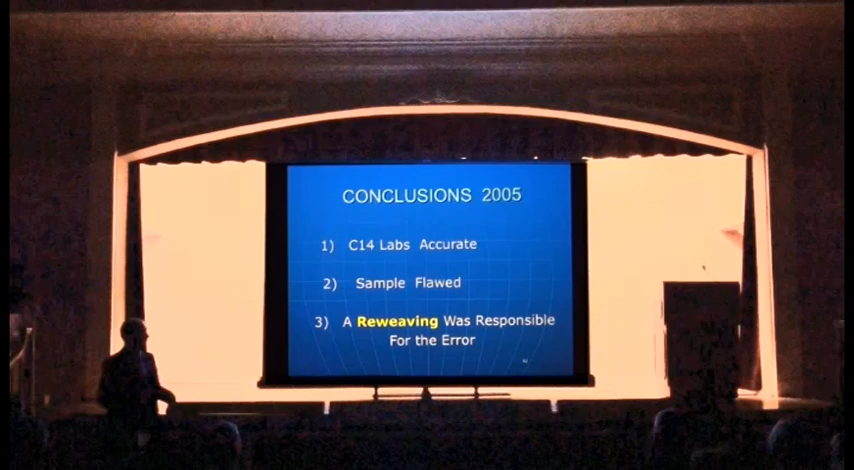 CONCLUSIONS 2005
1) C14 Labs Accurate
2) Sample Flawed
3) A Reweaving Was Responsible
For the Error